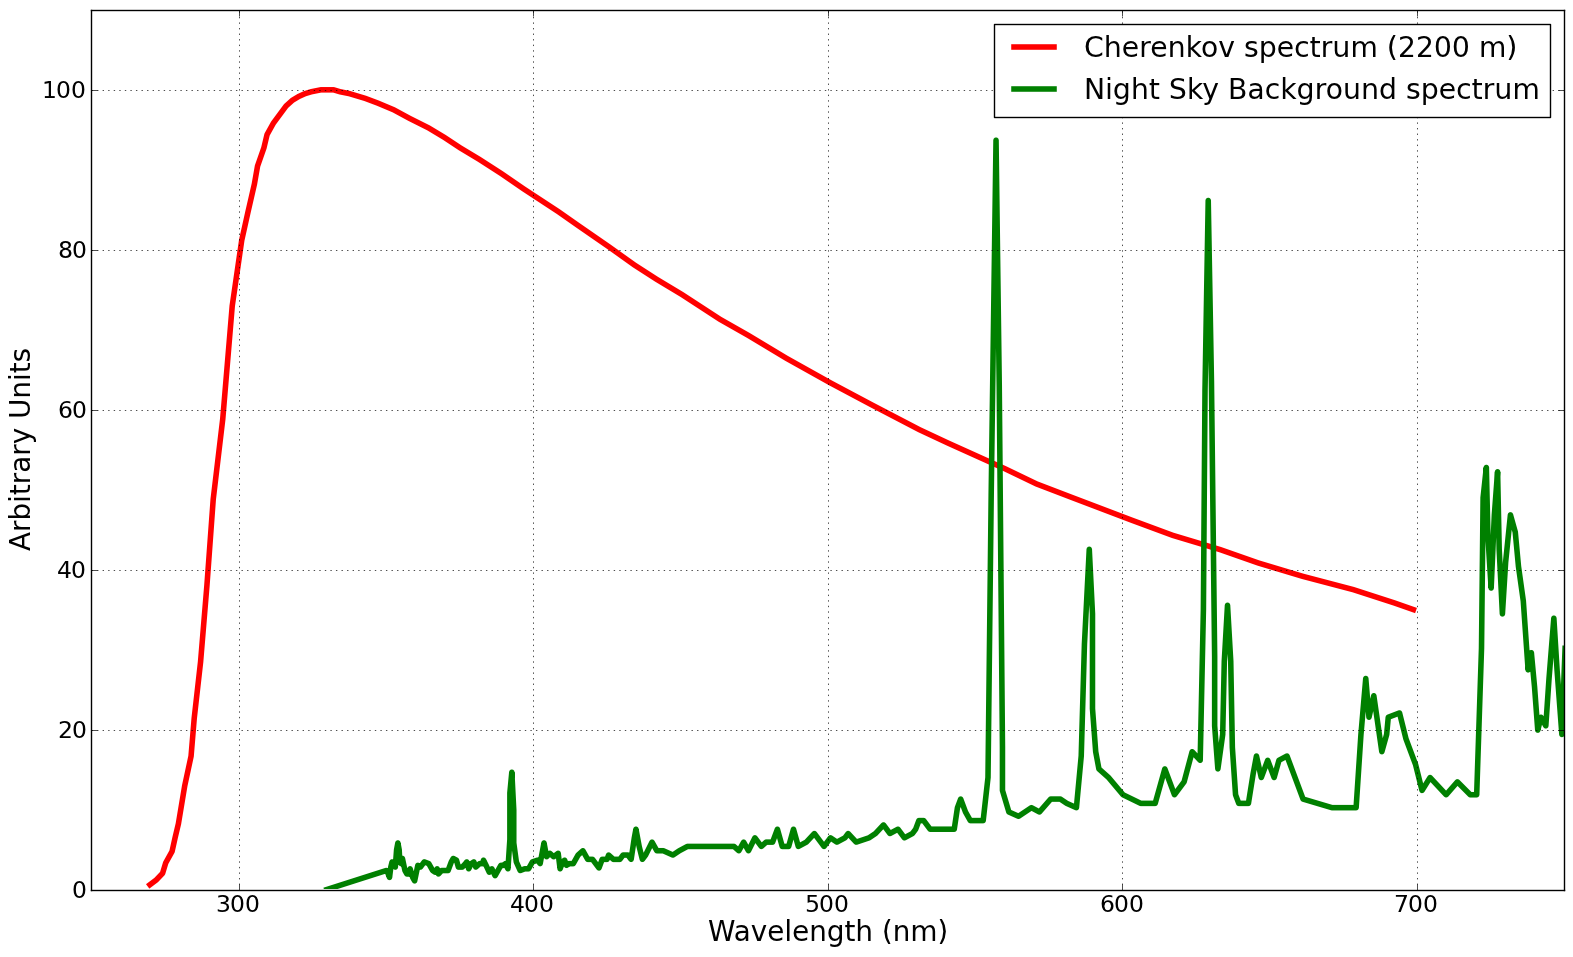 Cherenkov spectrum (2200 m)
Night Sky Background spectrum
Arbitrary Units
100
80
60
40
20
0
300 400 500 600 700
Wavelength (nm)